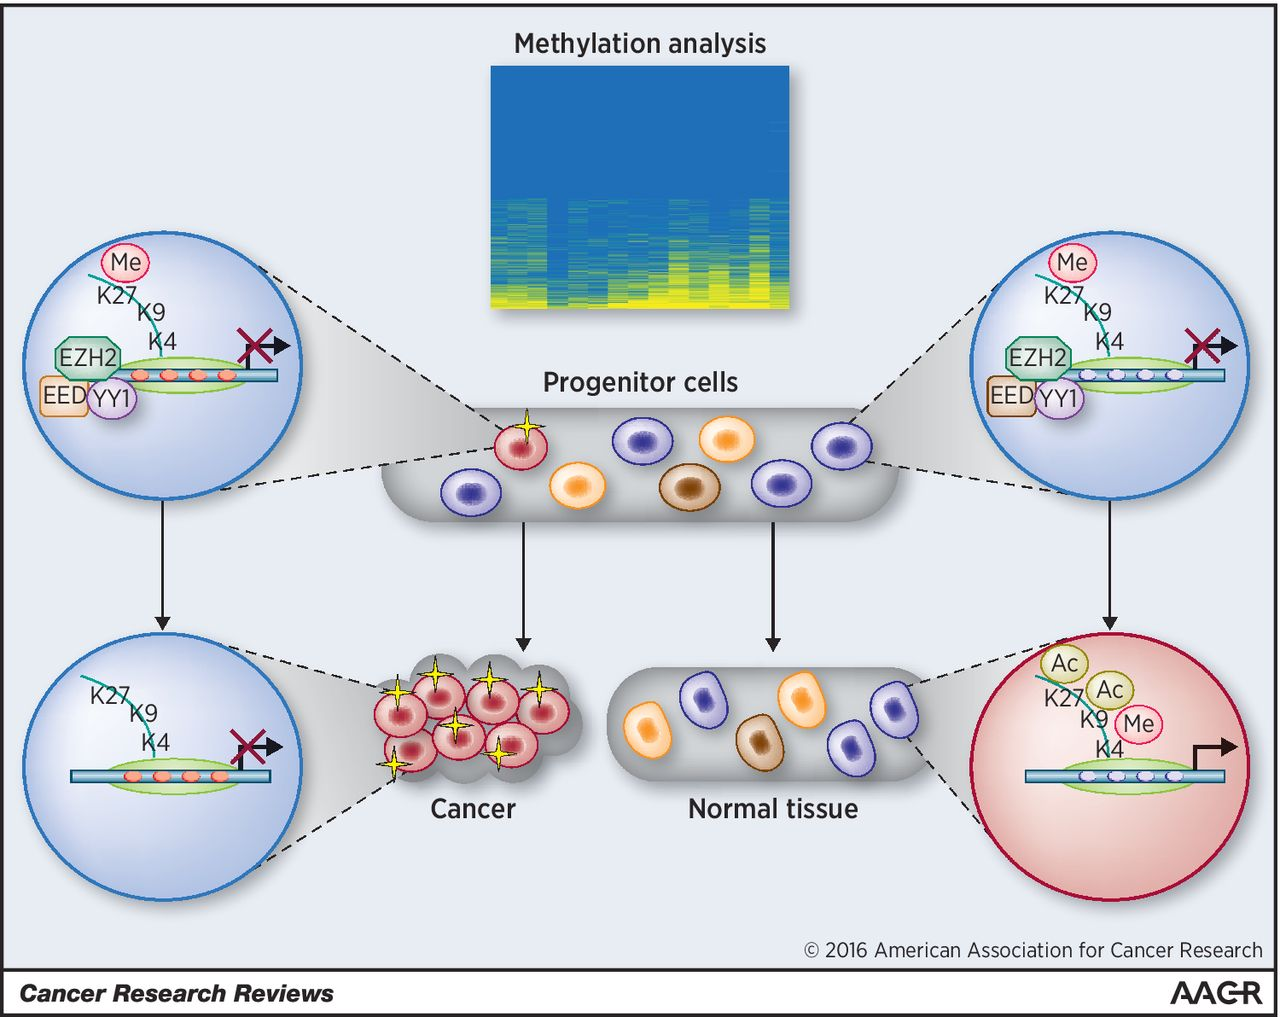 Methylation analysis
Me
K27
K9
K4
EZH2
EED
YY1
Progenitor cells
Me
K27
K9
K4
EZH2
EED
YY1
K27
K9
K4
Cancer
Normal tissue
Ac
K27
Ac
K9
Me
K4
© 2016 American Association for Cancer Research
Cancer Research Reviews
AACR